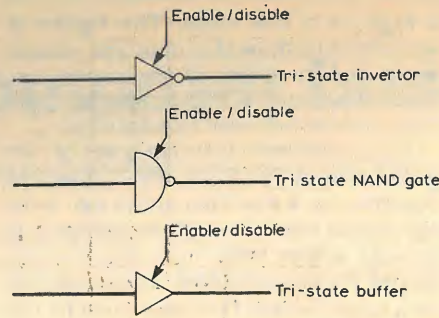 Enable/disable
Tri-state invertor
Enable/disable
Tri state NAND gate
Enable/disable
Tri-state buffer